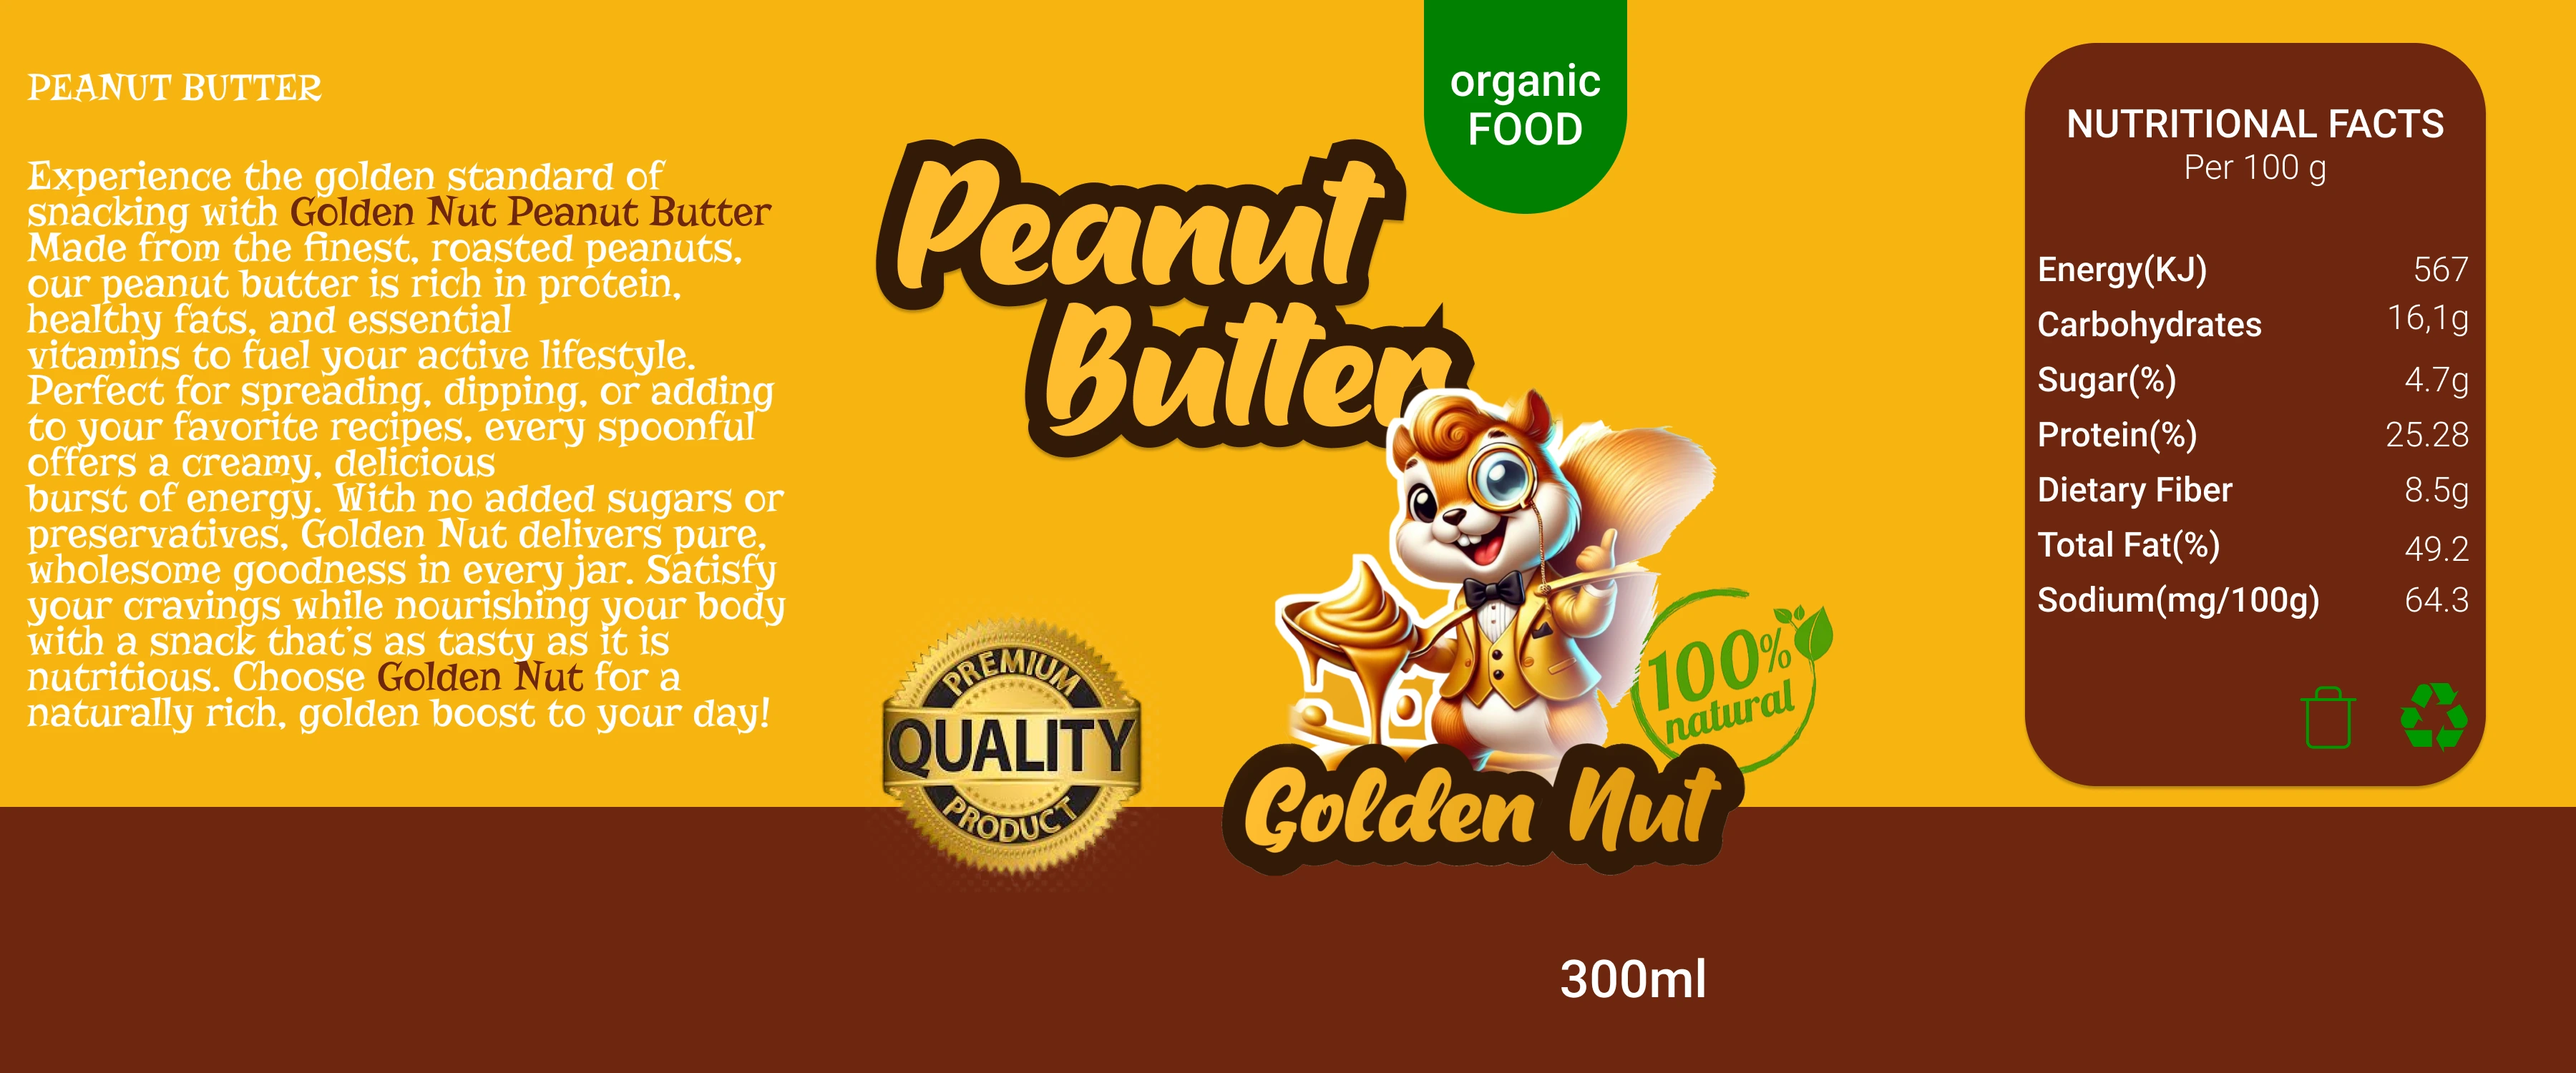 PEANUT BUTTER
Experience the golden standard of
snacking with Golden Nut Peanut Butter
Made from the finest, roasted peanuts,
our peanut butter is rich in protein,
healthy fats, and essential
vitamins to fuel your active lifestyle.
Perfect for spreading, dipping, or adding
to your favorite recipes, every spoonful
offers a creamy, delicious
burst of energy. With no added sugars or
preservatives, Golden Nut delivers pure,
wholesome goodness in every jar. Satisfy
your cravings while nourishing your body
with a snack that's as tasty as it is
nutritious. Choose Golden Nut for a
naturally rich, golden boost to your day!
organic
FOOD
Peanut
Butter
PREMIUM
QUALITY
PRODUCT
100%
natural
Golden Nut
300ml
NUTRITIONAL FACTS
Per 100 g
Energy(KJ) 567
Carbohydrates 16,1g
Sugar(%) 4.7g
Protein(%) 25.28
Dietary Fiber 8.5g
Total Fat(%) 49.2
Sodium(mg/100g) 64.3